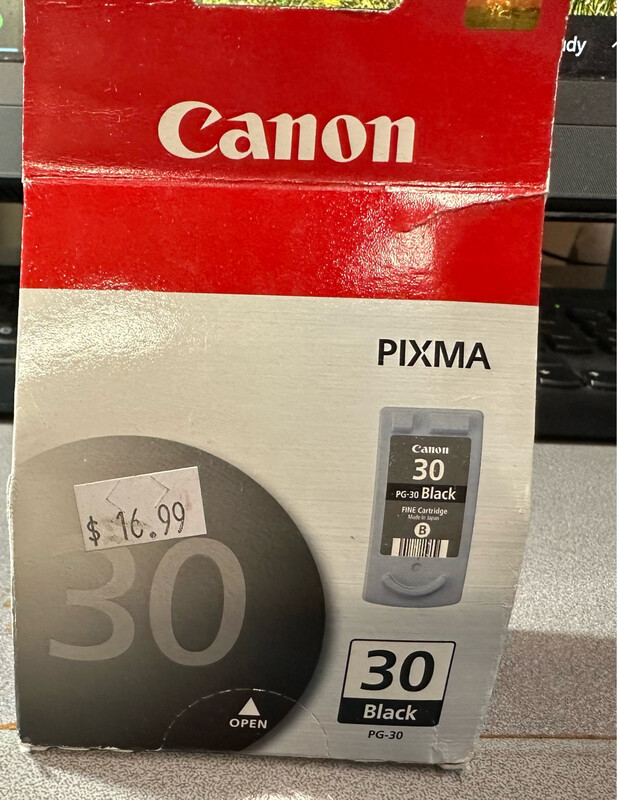 Canon
PIXMA
Canon
30
PG-30 Black
FINE Cartridge
Made in Japan
B
$ 16.99
30
OPEN
30
Black
PG-30